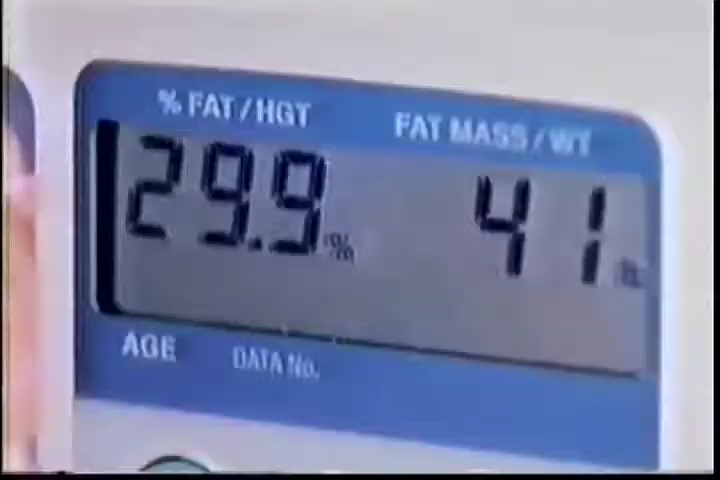 % FAT / HGT FAT MASS / WT
29.9% 41
AGE DATA No.